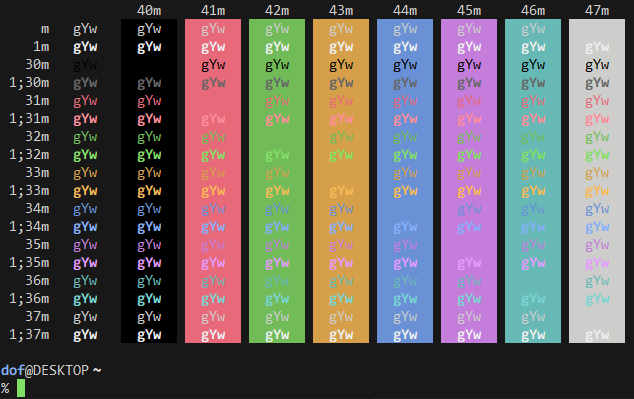 40m 41m 42m 43m 44m 45m 46m 47m
m gYw gYw gYw gYw gYw gYw gYw gYw gYw
1m gYw gYw gYw gYw gYw gYw gYw gYw gYw
30m gYw gYw gYw gYw gYw gYw gYw gYw
1;30m gYw gYw gYw gYw gYw gYw gYw gYw gYw
31m gYw gYw gYw gYw gYw gYw gYw gYw
1;31m gYw gYw gYw gYw gYw gYw gYw gYw gYw
32m gYw gYw gYw gYw gYw gYw gYw gYw
1;32m gYw gYw gYw gYw gYw gYw gYw gYw gYw
33m gYw gYw gYw gYw gYw gYw gYw gYw
1;33m gYw gYw gYw gYw gYw gYw gYw gYw gYw
34m gYw gYw gYw gYw gYw gYw gYw gYw
1;34m gYw gYw gYw gYw gYw gYw gYw gYw gYw
35m gYw gYw gYw gYw gYw gYw gYw gYw
1;35m gYw gYw gYw gYw gYw gYw gYw gYw gYw
36m gYw gYw gYw gYw gYw gYw gYw gYw
1;36m gYw gYw gYw gYw gYw gYw gYw gYw gYw
37m gYw gYw gYw gYw gYw gYw gYw gYw
1;37m gYw gYw gYw gYw gYw gYw gYw gYw gYw
dof@DESKTOP ~
%